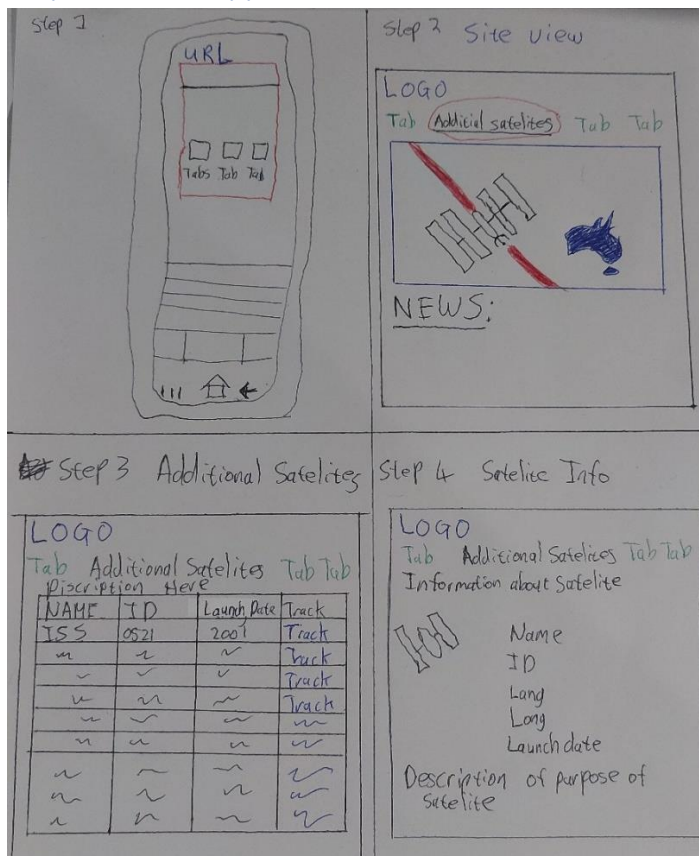 Step 1
URL
Tabs Tab Tab
Step 2 Site view
LOGO
Tab Additial satelites Tab Tab
NEWS:
Step 3 Additional Satelites
LOGO
Tab Additional Satelites Tab Tab
Discription Here
NAME ID Launch Date Track
ISS 0521 2001 Track
Track
Track
Track
Step 4 Satelite Info
LOGO
Tab Additional Satelites Tab Tab
Information about Satelite
Name
ID
Lang
Long
Launch date
Description of purpose of
Satelite